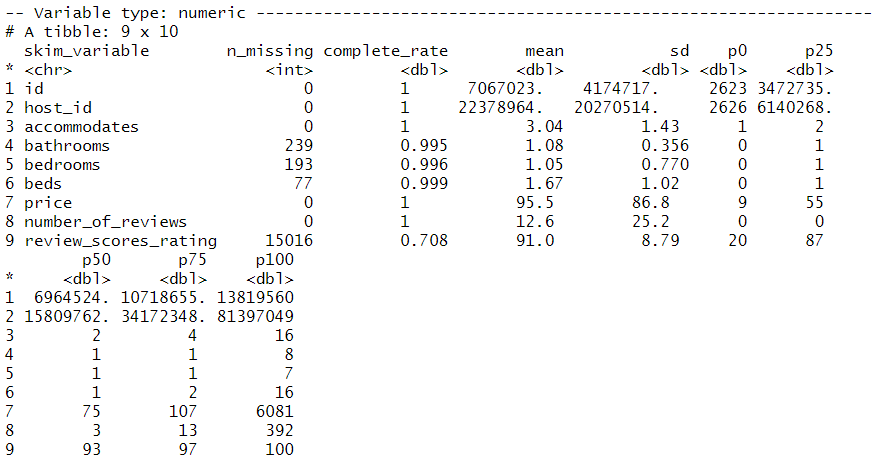 -- Variable type: numeric --------------------------------------------------------------
# A tibble: 9 x 10
  skim_variable        n_missing complete_rate       mean          sd    p0      p25
* <chr>                    <int>         <dbl>      <dbl>       <dbl> <dbl>    <dbl>
1 id                           0         1       7067023.    4174717.   2623 3472735.
2 host_id                      0         1      22378964.   20270514.   2626 6140268.
3 accommodates                 0         1           3.04       1.43     1        2
4 bathrooms                  239         0.995       1.08       0.356    0        1
5 bedrooms                   193         0.996       1.05       0.770    0        1
6 beds                        77         0.999       1.67       1.02     0        1
7 price                        0         1          95.5       86.8      9       55
8 number_of_reviews            0         1          12.6       25.2      0        0
9 review_scores_rating     15016         0.708      91.0        8.79    20       87
        p50       p75     p100
*     <dbl>     <dbl>    <dbl>
1  6964524. 10718655. 13819560
2 15809762. 34172348. 81397049
3        2         4       16
4        1         1        8
5        1         1        7
6        1         2       16
7       75       107     6081
8        3        13      392
9       93        97      100